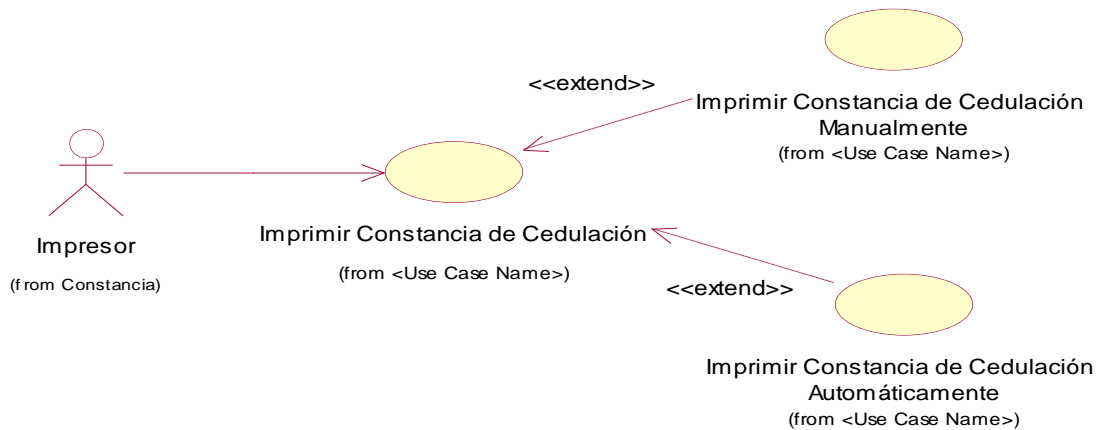 <<extend>>
Imprimir Constancia de Cedulación
Manualmente
(from <Use Case Name>)
Impresor
(from Constancia)
Imprimir Constancia de Cedulación
(from <Use Case Name>)
<<extend>>
Imprimir Constancia de Cedulación
Automáticamente
(from <Use Case Name>)